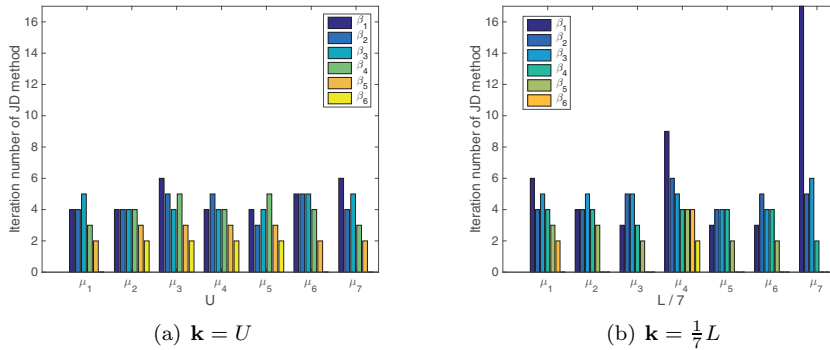 Iteration number of JD method
16
14
12
10
8
6
4
2
0
β₁
β₂
β₃
β₄
β₅
β₆
μ₁ μ₂ μ₃ μ₄ μ₅ μ₆ μ₇
U
(a) k = U
Iteration number of JD method
16
14
12
10
8
6
4
2
0
β₁
β₂
β₃
β₄
β₅
β₆
μ₁ μ₂ μ₃ μ₄ μ₅ μ₆ μ₇
L / 7
(b) k = 1/7 L